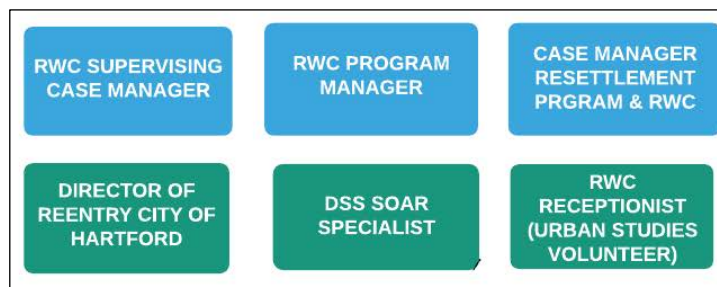 RWC SUPERVISING
CASE MANAGER
RWC PROGRAM
MANAGER
CASE MANAGER
RESETTLEMENT
PRGRAM & RWC
DIRECTOR OF
REENTRY CITY OF
HARTFORD
DSS SOAR
SPECIALIST
RWC
RECEPTIONIST
(URBAN STUDIES
VOLUNTEER)